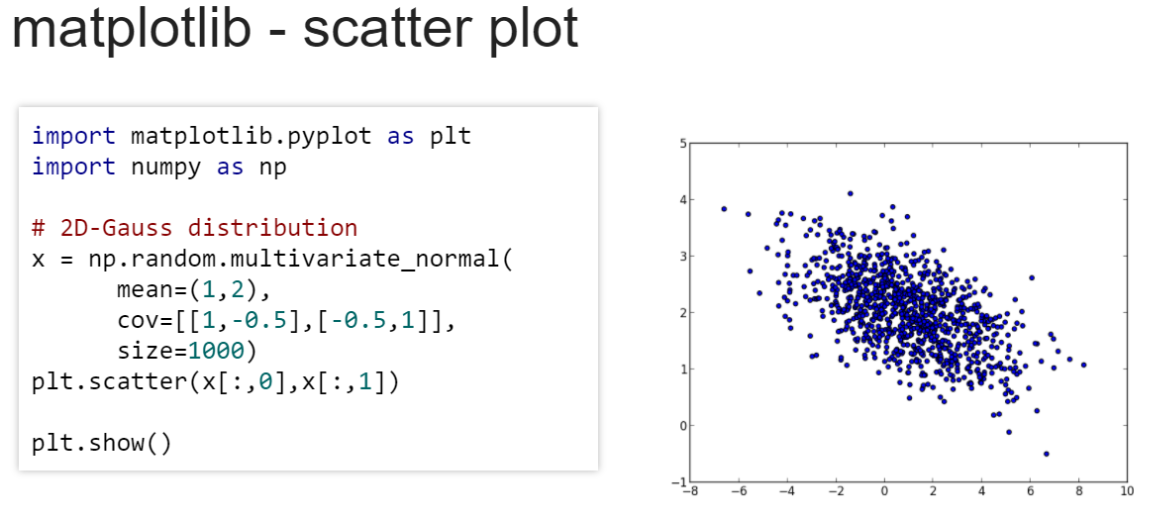 matplotlib - scatter plot
import matplotlib.pyplot as plt
import numpy as np
# 2D-Gauss distribution
x = np.random.multivariate_normal(
mean=(1,2),
cov=[[1,-0.5],[-0.5,1]],
size=1000)
plt.scatter(x[:,0],x[:,1])
plt.show()
5
4
3
2
1
0
−1
−8 −6 −4 −2 0 2 4 6 8 10